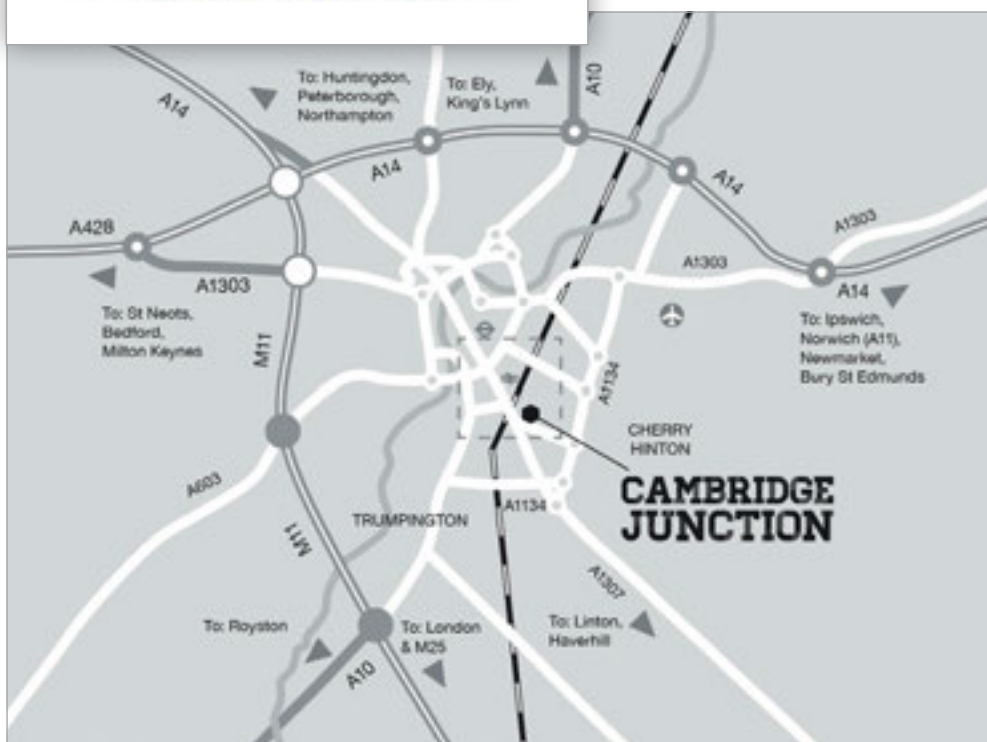 To: Huntingdon,
Peterborough,
Northampton
To: Ely,
King's Lynn
A10
A14
A14
A14
A428
A1303
To: St Neots,
Bedford,
Milton Keynes
A1303
A1303
A14
To: Ipswich,
Norwich (A11),
Newmarket,
Bury St Edmunds
M11
A1134
CHERRY
HINTON
CAMBRIDGE
JUNCTION
A603
A1134
TRUMPINGTON
M11
A1307
To: Royston
To: London
& M25
To: Linton,
Haverhill
A10